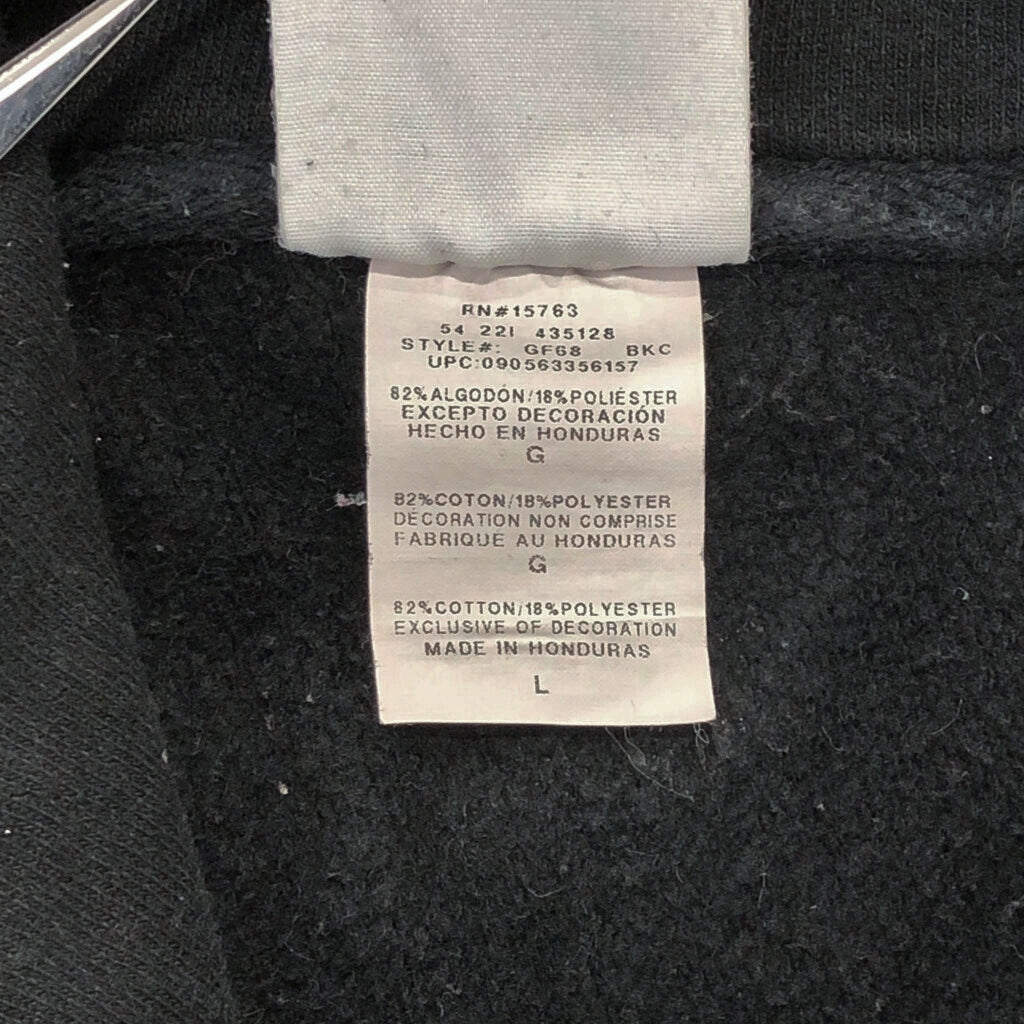 RN#15763
54 22I 435128
STYLE#: GF68 BKC
UPC:090563356157
82%ALGODÓN/18%POLIÉSTER
EXCEPTO DECORACIÓN
HECHO EN HONDURAS
G
82%COTON/18%POLYESTER
DÉCORATION NON COMPRISE
FABRIQUE AU HONDURAS
G
82%COTTON/18%POLYESTER
EXCLUSIVE OF DECORATION
MADE IN HONDURAS
L